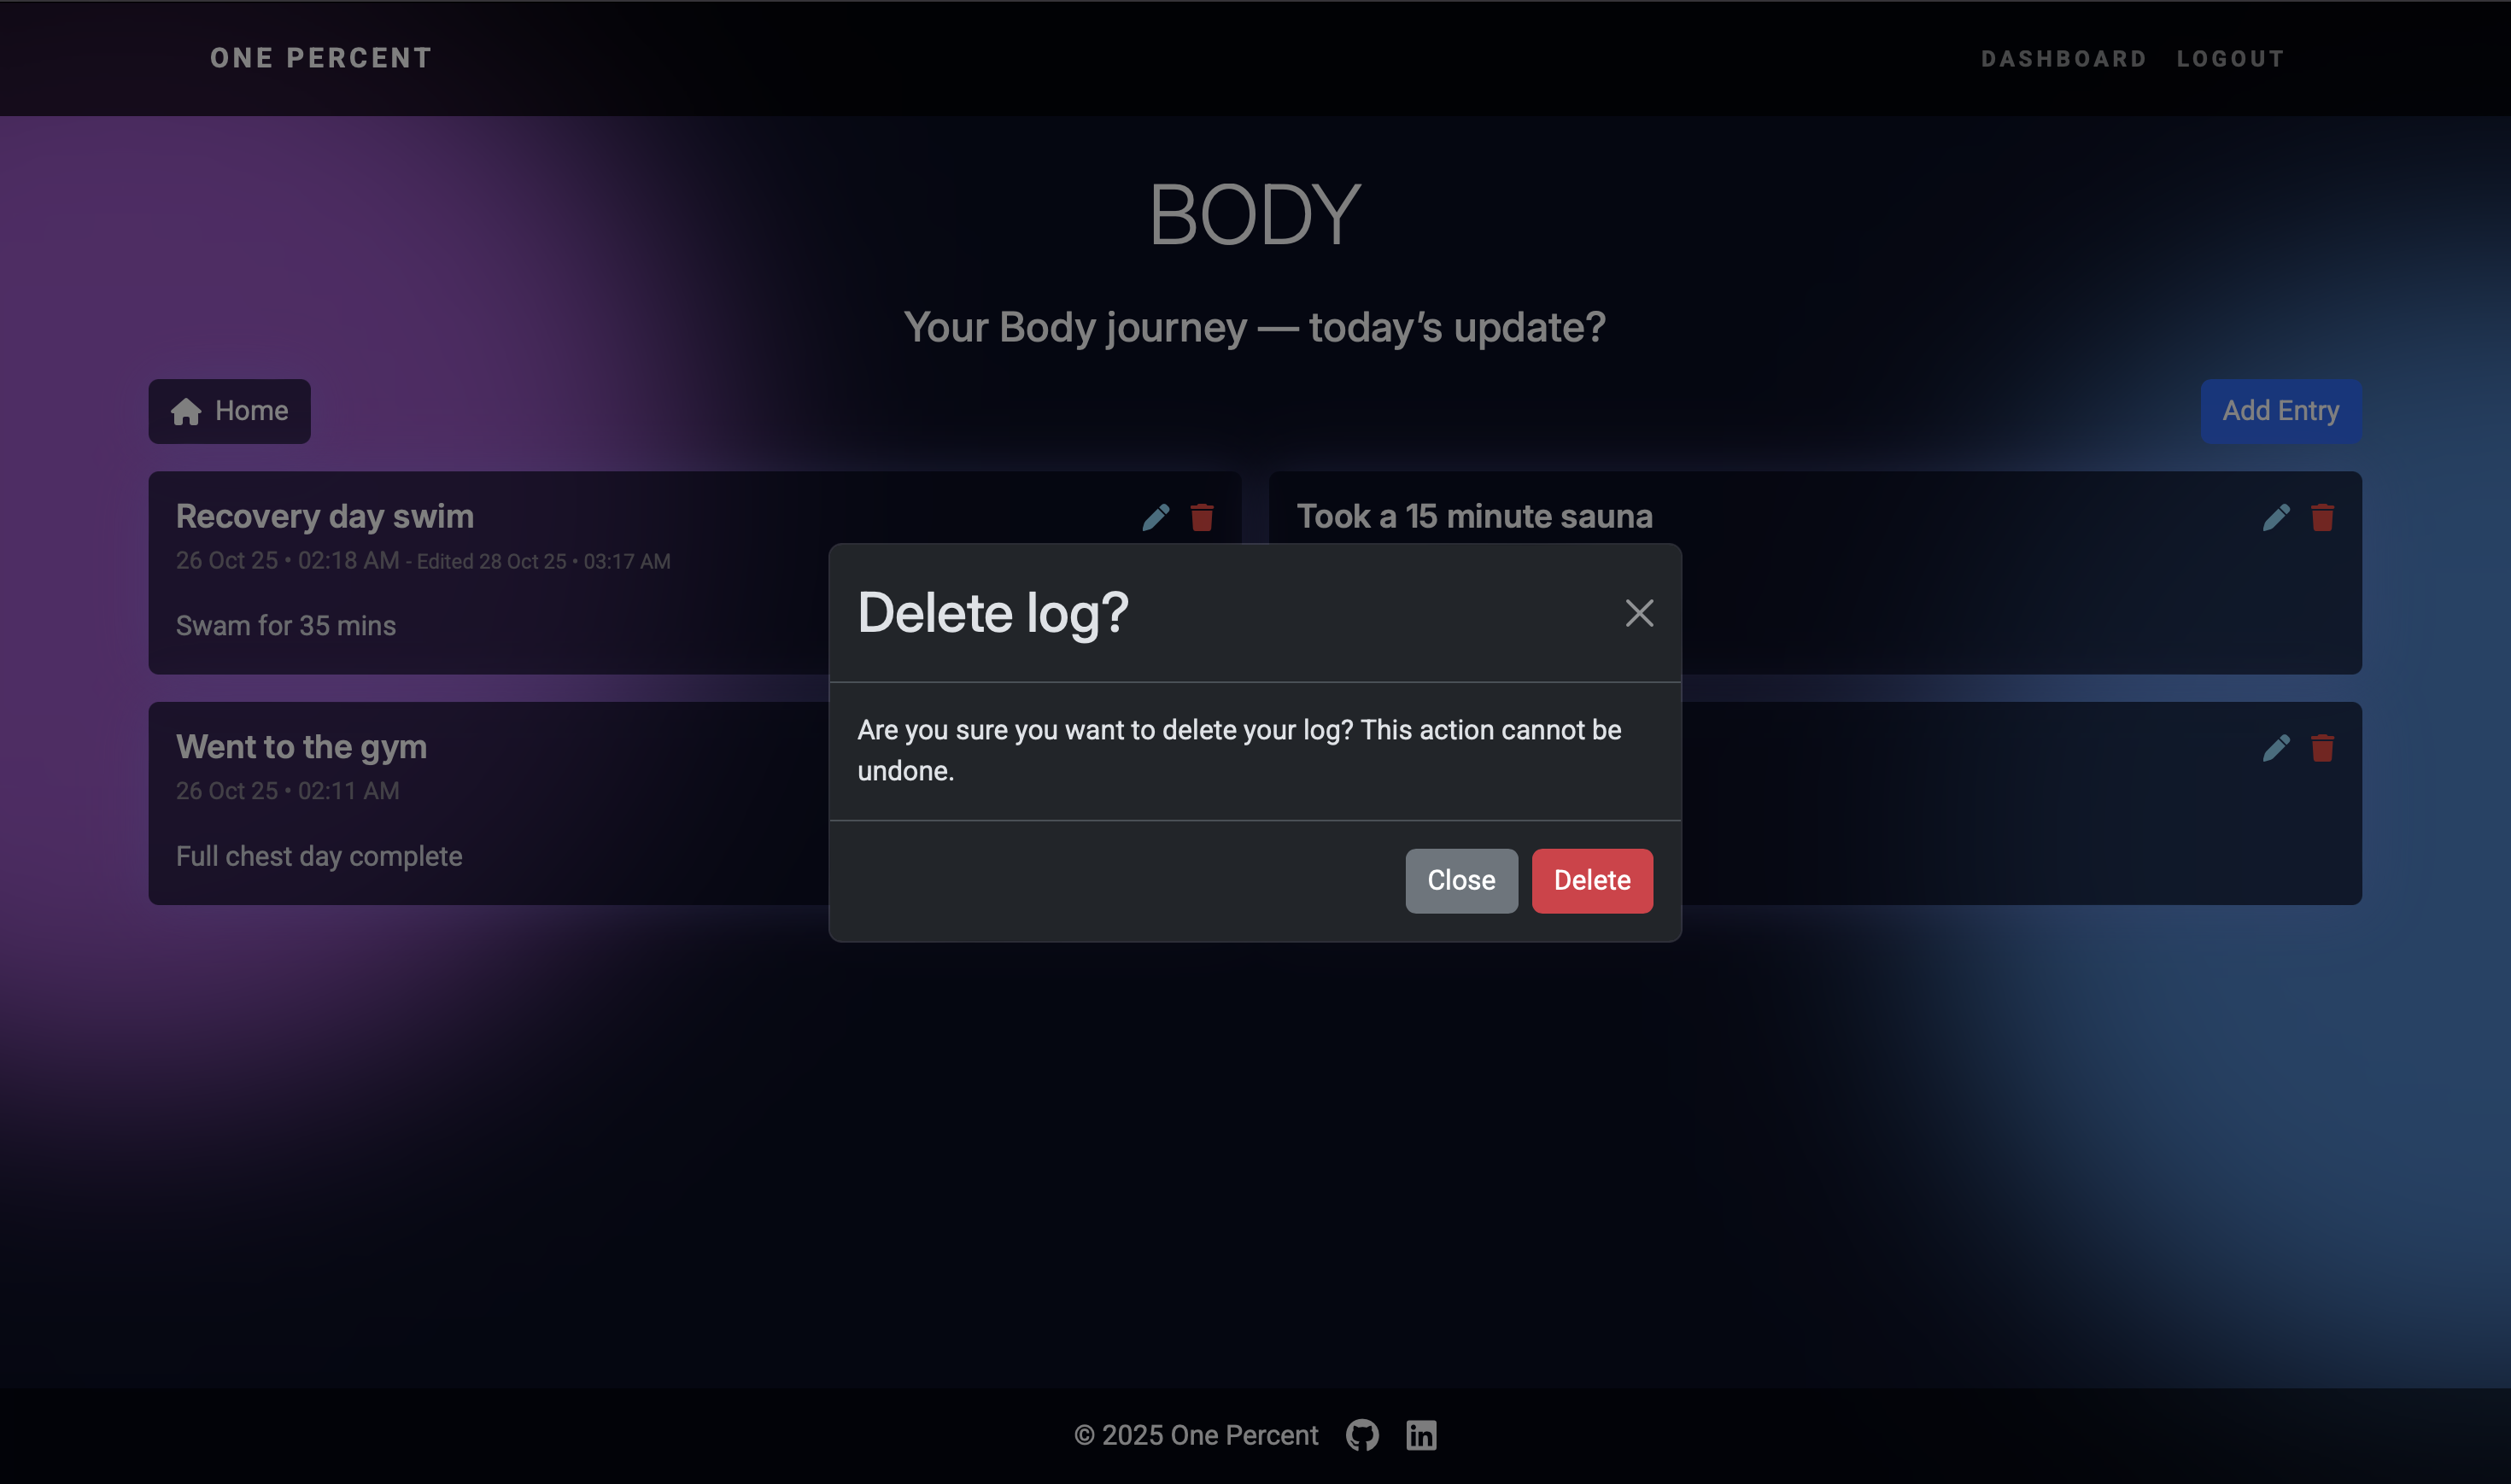 ONE PERCENT
DASHBOARD LOGOUT
BODY
Your Body journey — today’s update?
Home
Add Entry
Recovery day swim
26 Oct 25 • 02:18 AM - Edited 28 Oct 25 • 03:17 AM
Swam for 35 mins
Took a 15 minute sauna
Went to the gym
26 Oct 25 • 02:11 AM
Full chest day complete
Delete log?
Are you sure you want to delete your log? This action cannot be
undone.
Close
Delete
© 2025 One Percent
in